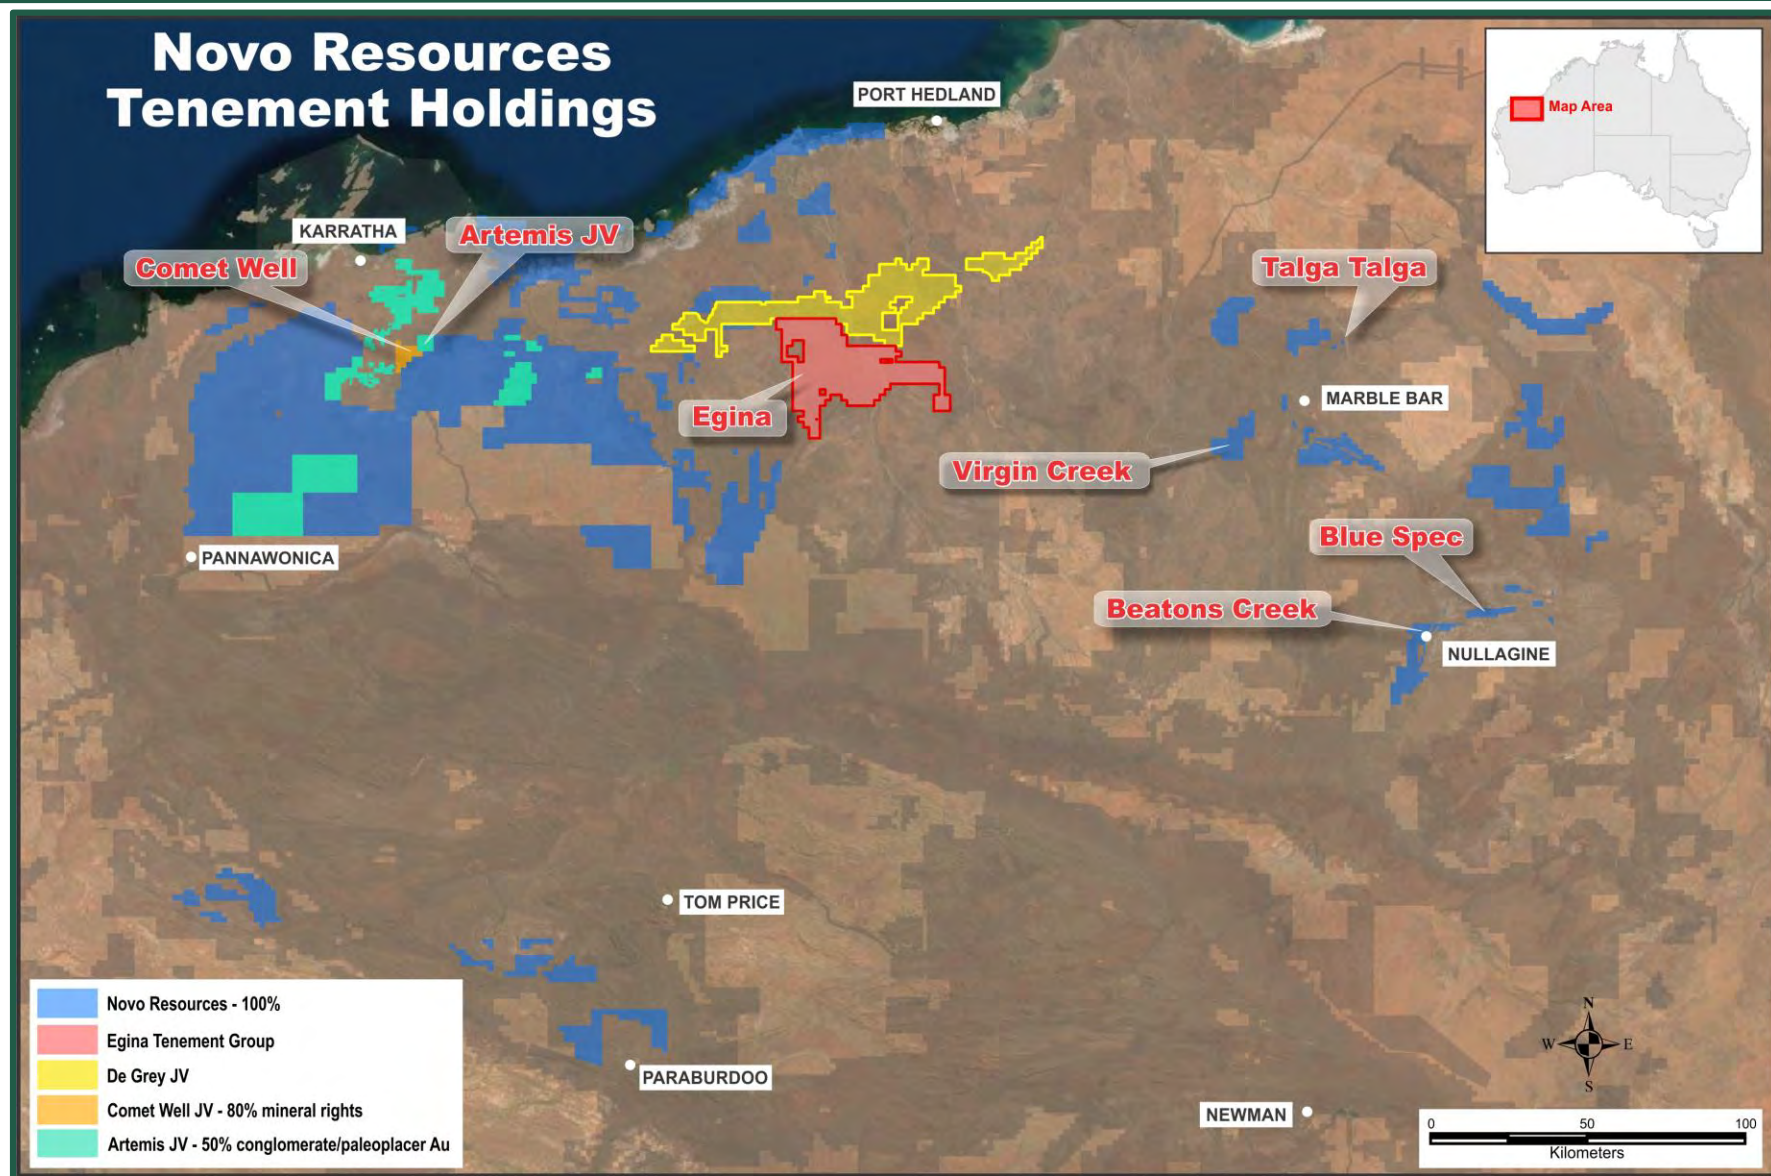 Novo Resources
Tenement Holdings
PORT HEDLAND
Map Area
KARRATHA
Artemis JV
Comet Well
Talga Talga
MARBLE BAR
Egina
Virgin Creek
Blue Spec
PANNAWONICA
Beatons Creek
NULLAGINE
TOM PRICE
Novo Resources - 100%
Egina Tenement Group
De Grey JV
Comet Well JV - 80% mineral rights
Artemis JV - 50% conglomerate/paleoplacer Au
PARABURDOO
NEWMAN
N
W E
S
0 50 100
Kilometers